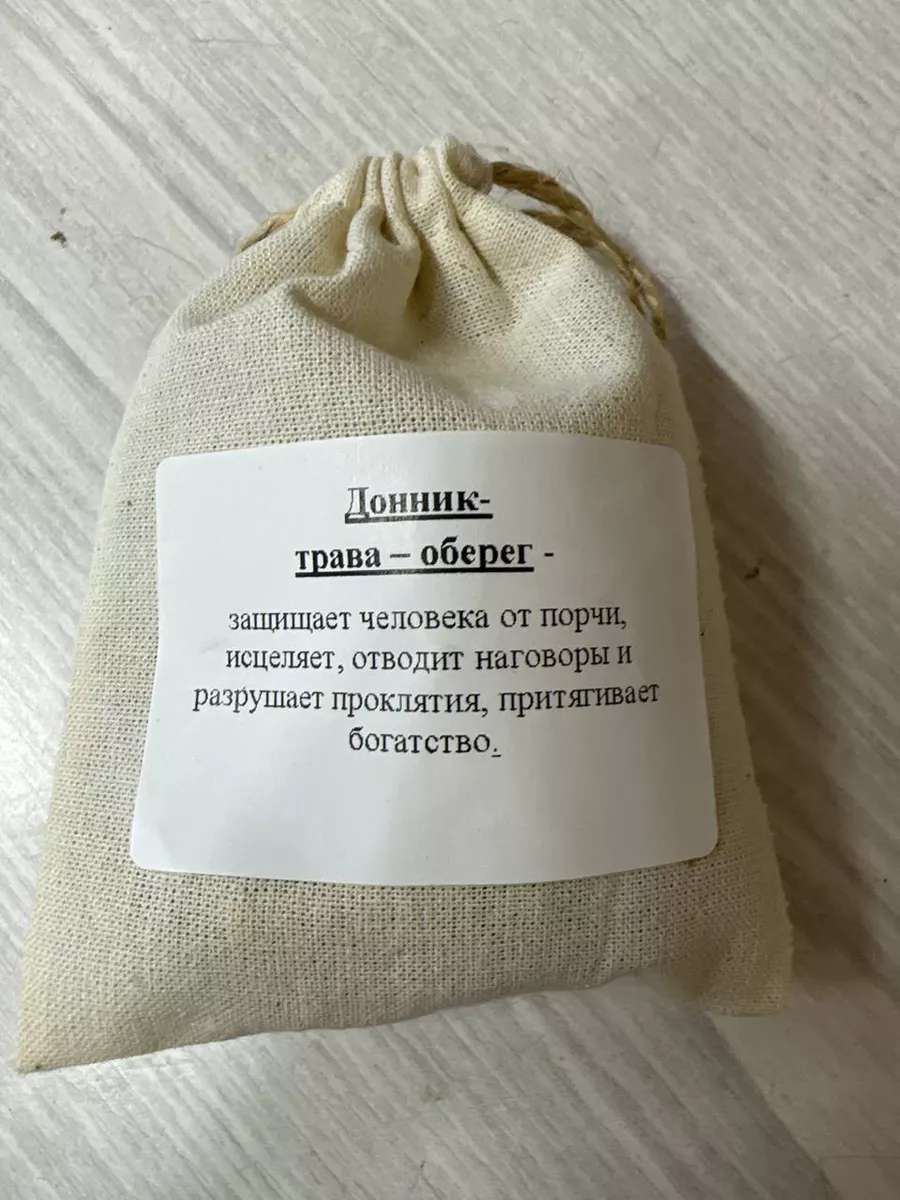 Донник-
трава – оберег -
защищает человека от порчи,
исцеляет, отводит наговоры и
разрушает проклятия, притягивает
богатство.